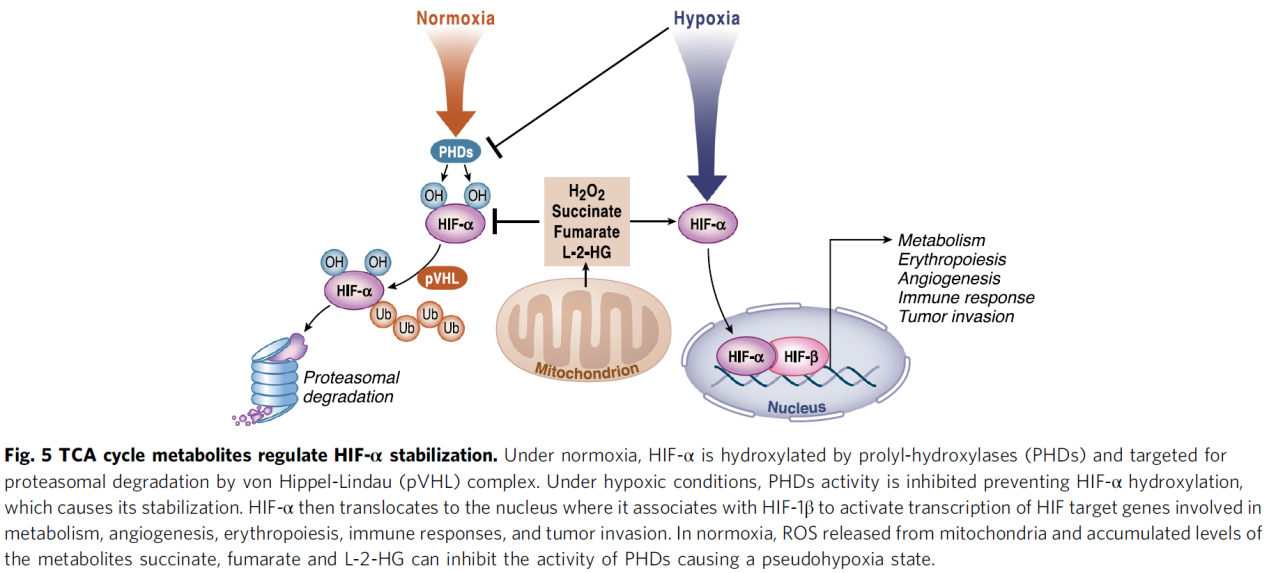 Normoxia
Hypoxia
PHDs
OH OH
HIF-α
H₂O₂
Succinate
Fumarate
L-2-HG
HIF-α
OH OH
HIF-α
pVHL
Ub
Ub
Ub
Ub
Proteasomal
degradation
Mitochondrion
Metabolism
Erythropoiesis
Angiogenesis
Immune response
Tumor invasion
HIF-α HIF-β
Nucleus
Fig. 5 TCA cycle metabolites regulate HIF-α stabilization. Under normoxia, HIF-α is hydroxylated by prolyl-hydroxylases (PHDs) and targeted for
proteasomal degradation by von Hippel-Lindau (pVHL) complex. Under hypoxic conditions, PHDs activity is inhibited preventing HIF-α hydroxylation,
which causes its stabilization. HIF-α then translocates to the nucleus where it associates with HIF-1β to activate transcription of HIF target genes involved in
metabolism, angiogenesis, erythropoiesis, immune responses, and tumor invasion. In normoxia, ROS released from mitochondria and accumulated levels of
the metabolites succinate, fumarate and L-2-HG can inhibit the activity of PHDs causing a pseudohypoxia state.